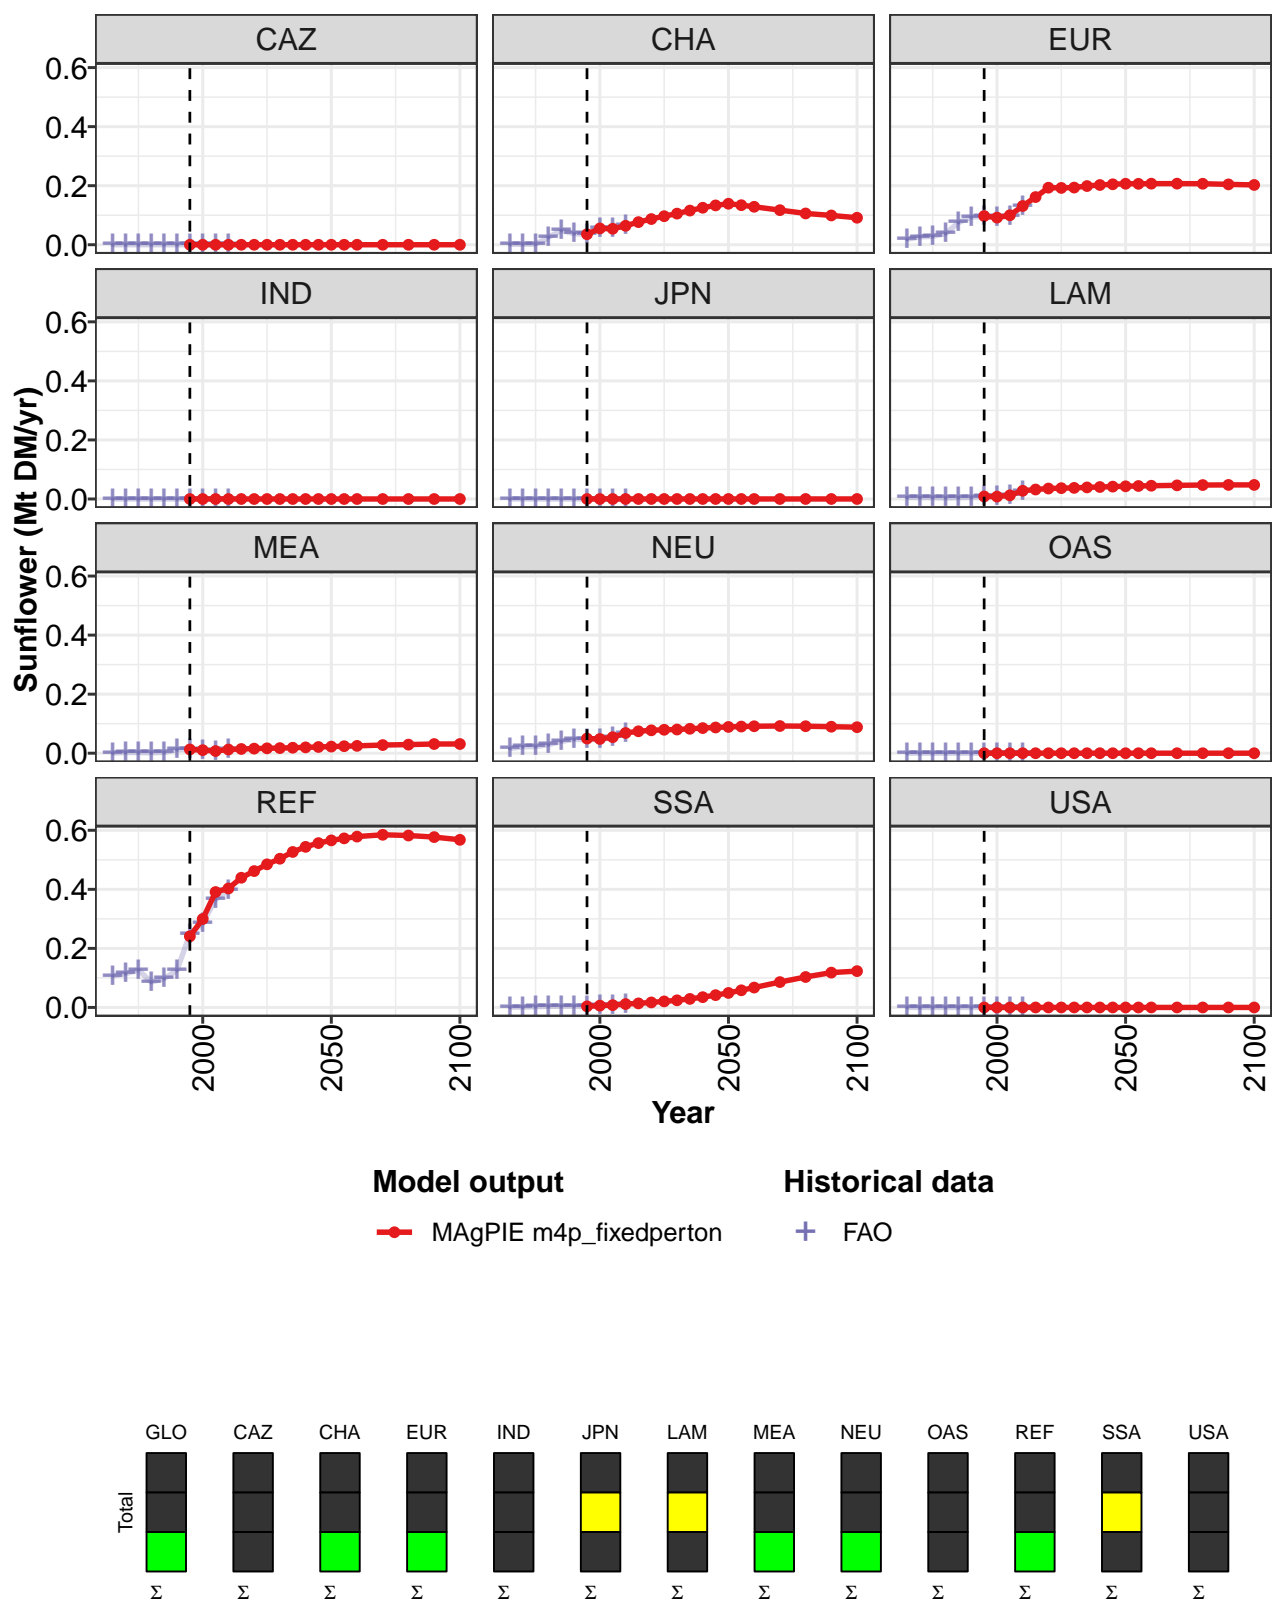 CAZ CHA EUR
0.6
0.4
0.2
0.0
IND JPN LAM
0.6
0.4
0.2
0.0
MEA NEU OAS
0.6
0.4
0.2
0.0
REF SSA USA
0.6
0.4
0.2
0.0
Sunflower (Mt DM/yr)
2000 2050 2100 2000 2050 2100 2000 2050 2100
Year
Model output Historical data
MAgPIE m4p_fixedperton FAO
GLO CAZ CHA EUR IND JPN LAM MEA NEU OAS REF SSA USA
Total
Σ Σ Σ Σ Σ Σ Σ Σ Σ Σ Σ Σ Σ